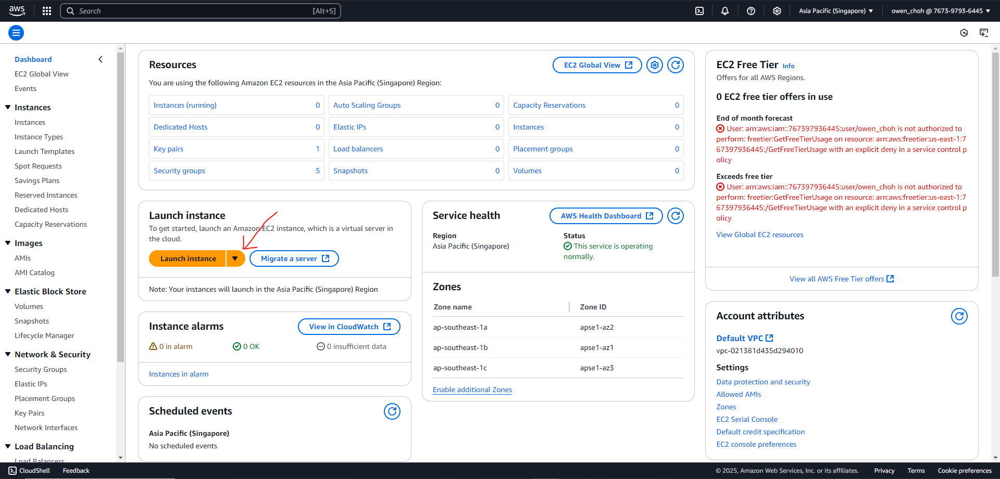 aws
Search
[Alt+S]
Asia Pacific (Singapore)
owen_choh @ 7673-9793-6445
Dashboard
EC2 Global View
Events
Instances
Instances
Instance Types
Launch Templates
Spot Requests
Savings Plans
Reserved Instances
Dedicated Hosts
Capacity Reservations
Images
AMIs
AMI Catalog
Elastic Block Store
Volumes
Snapshots
Lifecycle Manager
Network & Security
Security Groups
Elastic IPs
Placement Groups
Key Pairs
Network Interfaces
Load Balancing
Load Balancers
Resources
EC2 Global View
You are using the following Amazon EC2 resources in the Asia Pacific (Singapore) Region:
Instances (running) 0
Auto Scaling Groups 0
Capacity Reservations 0
Dedicated Hosts 0
Elastic IPs 0
Instances 0
Key pairs 1
Load balancers 0
Placement groups 0
Security groups 5
Snapshots 0
Volumes 0
Launch instance
To get started, launch an Amazon EC2 instance, which is a virtual server in
the cloud.
Launch instance
Migrate a server
Note: Your instances will launch in the Asia Pacific (Singapore) Region
Instance alarms
View in CloudWatch
0 in alarm
0 OK
0 insufficient data
Instances in alarm
Scheduled events
Asia Pacific (Singapore)
No scheduled events
Service health
AWS Health Dashboard
Region
Asia Pacific (Singapore)
Status
This service is operating
normally.
Zones
Zone name
Zone ID
ap-southeast-1a
apse1-az2
ap-southeast-1b
apse1-az1
ap-southeast-1c
apse1-az3
Enable additional Zones
EC2 Free Tier Info
Offers for all AWS Regions.
0 EC2 free tier offers in use
End of month forecast
User: arn:aws:iam::767397936445:user/owen_choh is not authorized to
perform: freetier:GetFreeTierUsage on resource: arn:aws:freetier:us-east-1:7
67397936445:/GetFreeTierUsage with an explicit deny in a service control p
olicy
Exceeds free tier
User: arn:aws:iam::767397936445:user/owen_choh is not authorized to
perform: freetier:GetFreeTierUsage on resource: arn:aws:freetier:us-east-1:7
67397936445:/GetFreeTierUsage with an explicit deny in a service control p
olicy
View Global EC2 resources
View all AWS Free Tier offers
Account attributes
Default VPC
vpc-021381d435d294010
Settings
Data protection and security
Allowed AMIs
Zones
EC2 Serial Console
Default credit specification
EC2 console preferences
CloudShell
Feedback
© 2025, Amazon Web Services, Inc. or its affiliates.
Privacy
Terms
Cookie preferences